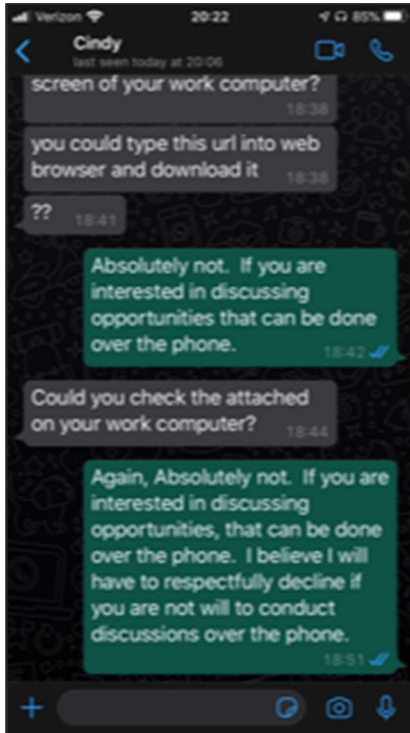 Verizon 20:22 85%
Cindy
last seen today at 20:06
screen of your work computer?
18:38
you could type this url into web
browser and download it 18:38
?? 18:41
Absolutely not. If you are
interested in discussing
opportunities that can be done
over the phone.
18:42
Could you check the attached
on your work computer? 18:44
Again, Absolutely not. If you are
interested in discussing
opportunities, that can be done
over the phone. I believe I will
have to respectfully decline if
you are not will to conduct
discussions over the phone.
18:51